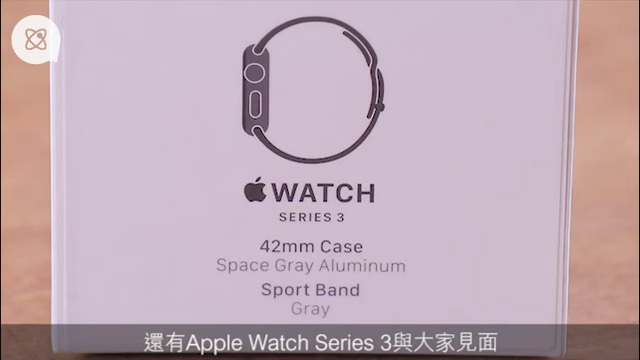 WATCH
SERIES 3
42mm Case
Space Gray Aluminum
Sport Band
Gray
還有Apple Watch Series 3與大家見面